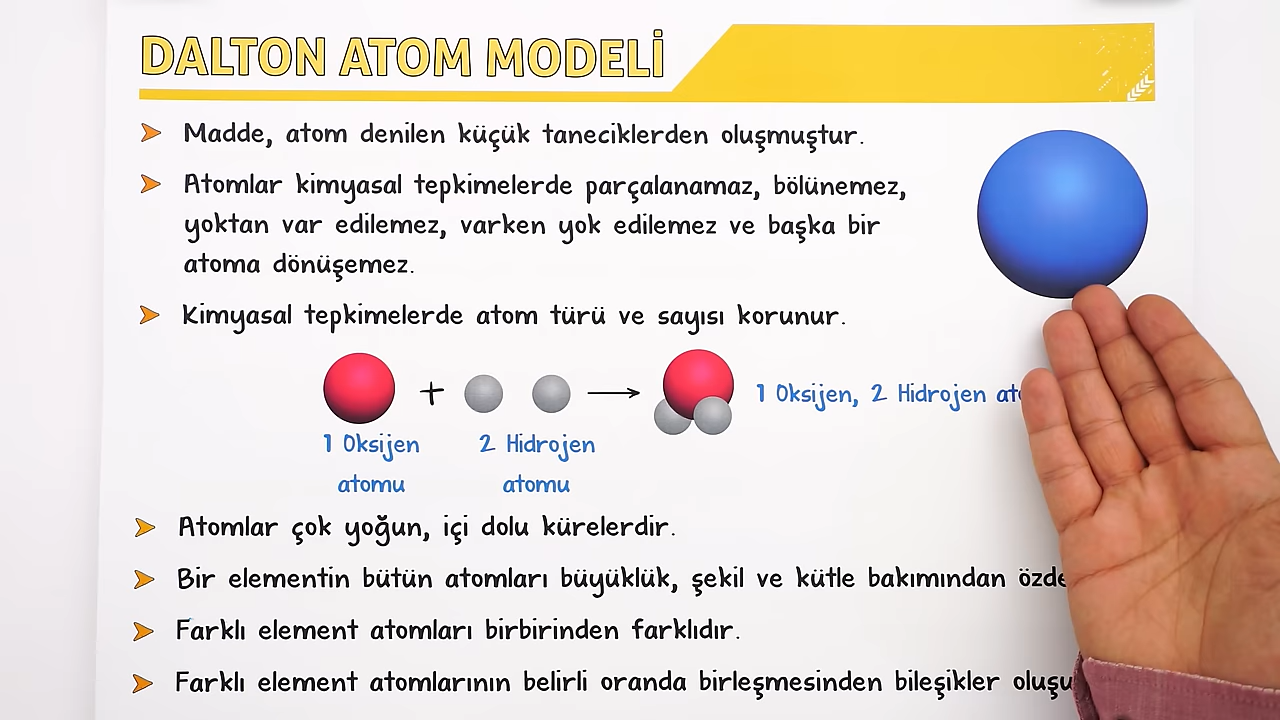 DALTON ATOM MODELİ
Madde, atom denilen küçük taneciklerden oluşmuştur.
Atomlar kimyasal tepkimelerde parçalanamaz, bölünemez,
yoktan var edilemez, varken yok edilemez ve başka bir
atoma dönüşemez.
Kimyasal tepkimelerde atom türü ve sayısı korunur.
+
1 Oksijen, 2 Hidrojen
1 Oksijen
atomu
2 Hidrojen
atomu
Atomlar çok yoğun, içi dolu kürelerdir.
Bir elementin bütün atomları büyüklük, şekil ve kütle bakımından
Farklı element atomları birbirinden farklıdır.
Farklı element atomlarının belirli oranda birleşmesinden bileşikler